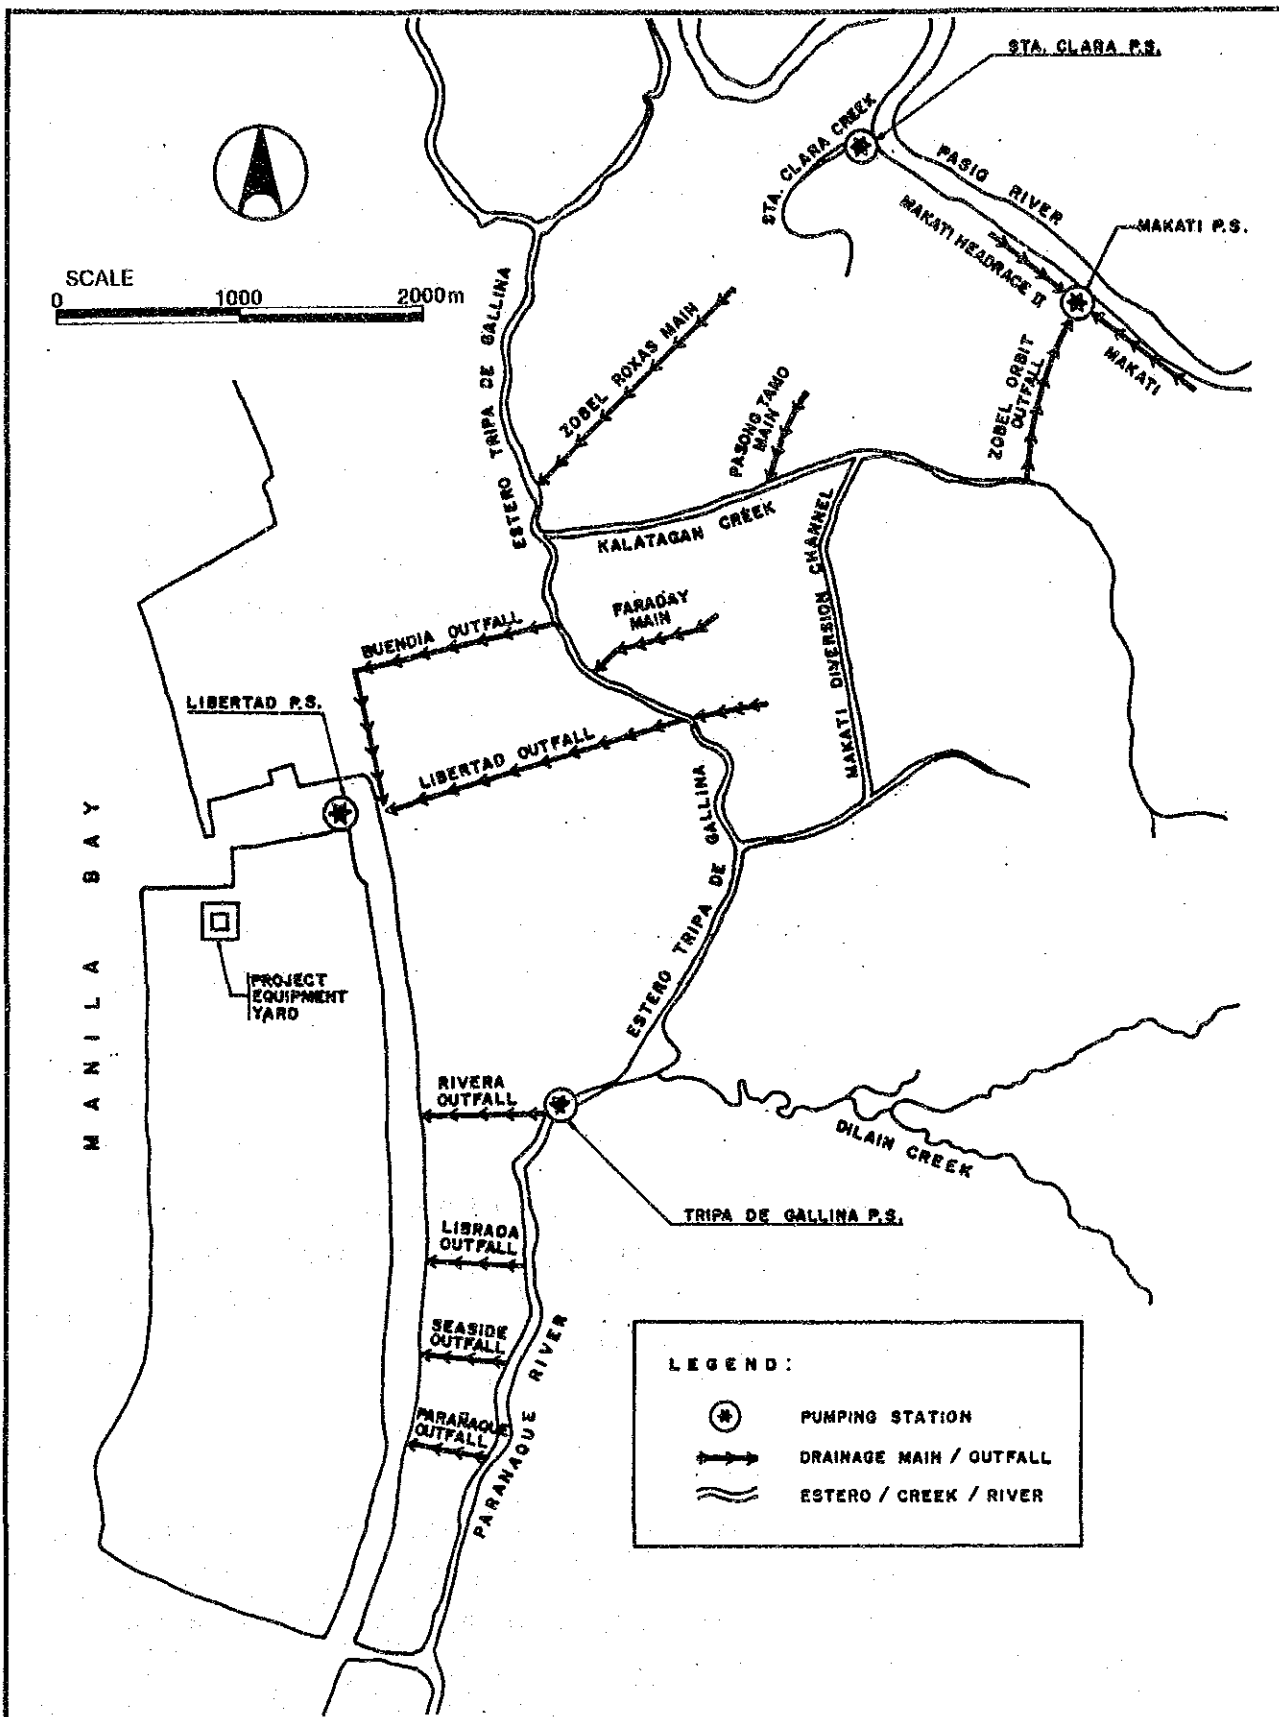 STA. CLARA P.S.
STA. CLARA CREEK
PASIG RIVER
MAKATI HEADRACE II
MAKATI P.S.
SCALE
0 1000 2000m
ESTERO TRIPA DE GALLINA
ZOBEL ROXAS MAIN
PASONG TAMO
MAIN
ZOBEL ORBIT
OUTFALL
MAKATI
KALATAGAN CREEK
MAKATI DIVERSION CHANNEL
FARADAY
MAIN
BUENDIA OUTFALL
LIBERTAD P.S.
LIBERTAD OUTFALL
MANILA BAY
ESTERO TRIPA DE GALLINA
PROJECT
EQUIPMENT
YARD
RIVERA
OUTFALL
DILAIN CREEK
TRIPA DE GALLINA P.S.
LIBRADA
OUTFALL
SEASIDE
OUTFALL
PARAÑAQUE
OUTFALL
PARANAQUE RIVER
LEGEND:
PUMPING STATION
DRAINAGE MAIN / OUTFALL
ESTERO / CREEK / RIVER